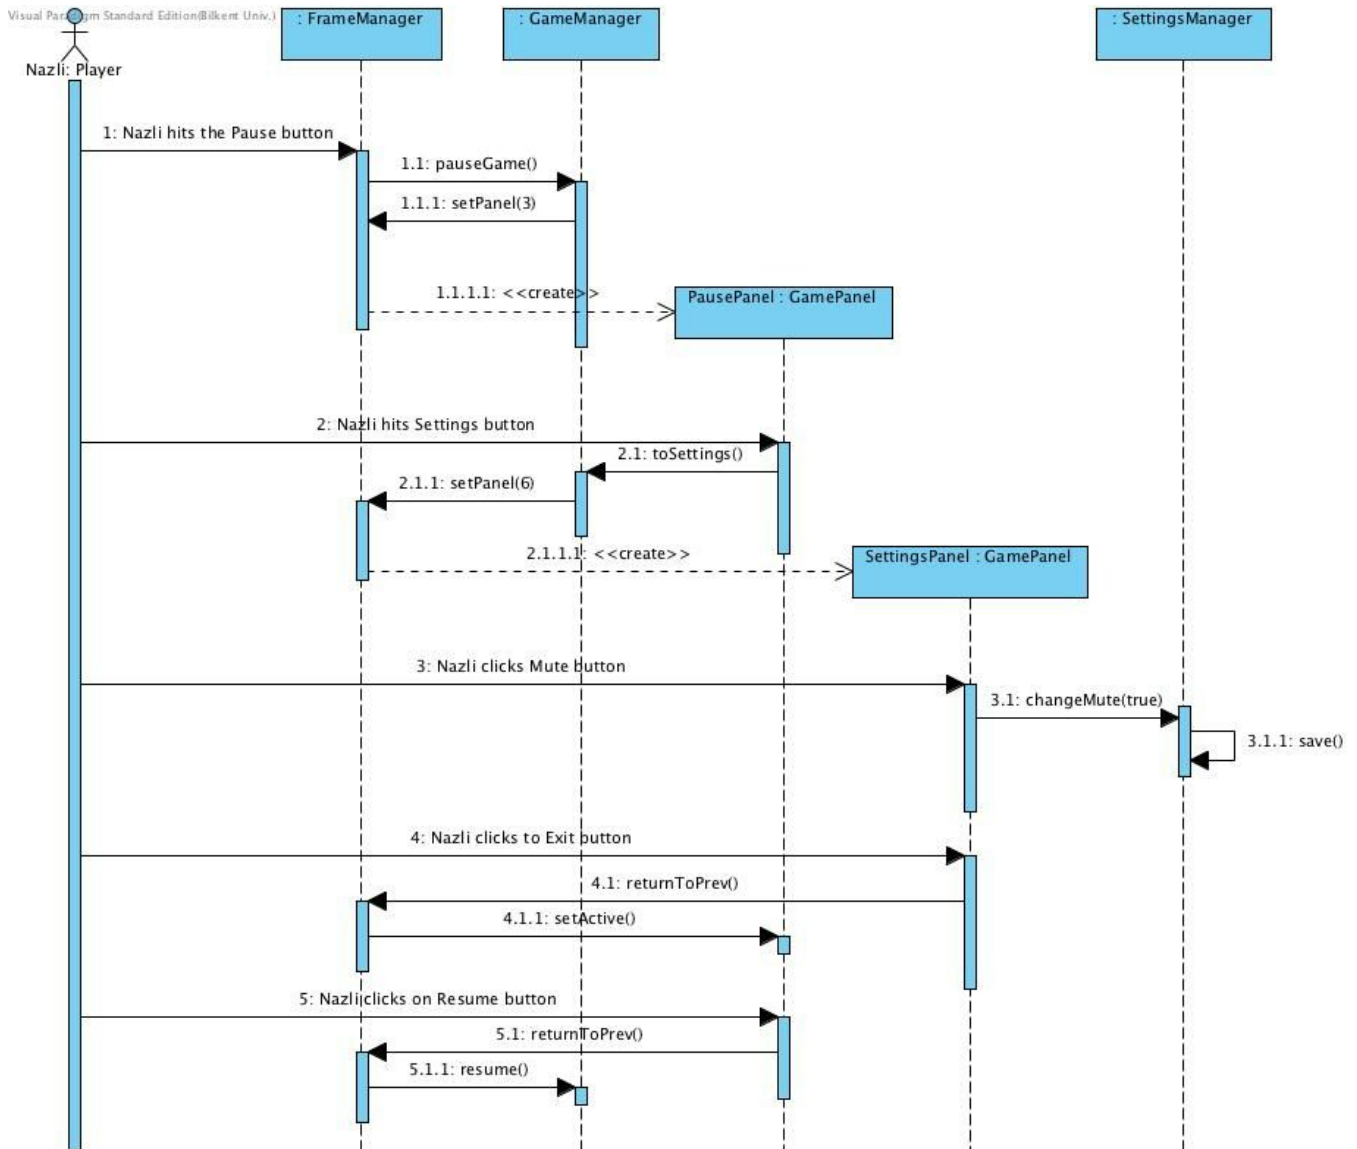 Visual Paradigm Standard Edition(Bilkent Univ.)
: FrameManager
: GameManager
: SettingsManager
Nazli: Player
1: Nazli hits the Pause button
1.1: pauseGame()
1.1.1: setPanel(3)
1.1.1.1: <<create>>
PausePanel : GamePanel
2: Nazli hits Settings button
2.1: toSettings()
2.1.1: setPanel(6)
2.1.1.1: <<create>>
SettingsPanel : GamePanel
3: Nazli clicks Mute button
3.1: changeMute(true)
3.1.1: save()
4: Nazli clicks to Exit button
4.1: returnToPrev()
4.1.1: setActive()
5: Nazli clicks on Resume button
5.1: returnToPrev()
5.1.1: resume()